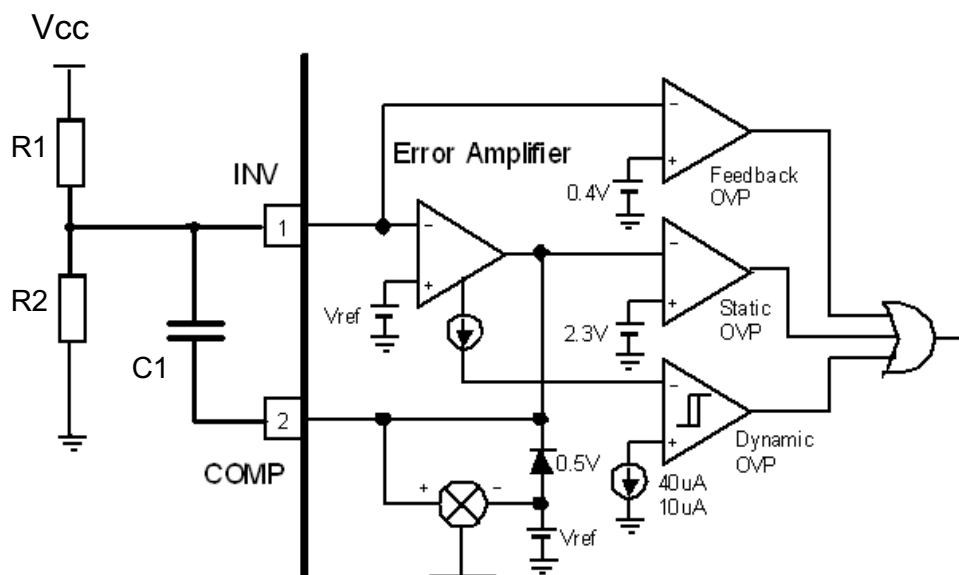 Vcc
R1
R2
C1
INV
1
2
COMP
Error Amplifier
Vref
0.4V
Feedback
OVP
2.3V
Static
OVP
Dynamic
OVP
40uA
10uA
0.5V
Vref
+
-